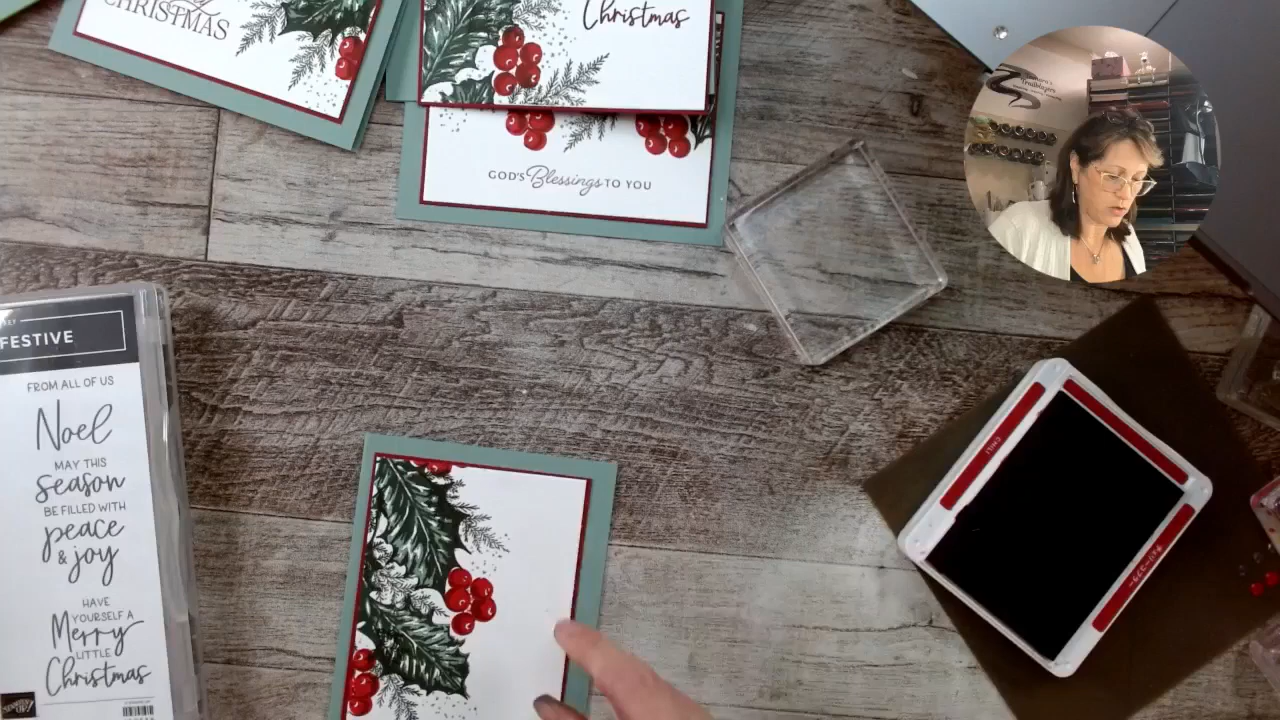 CHRISTMAS
Christmas
GOD'S Blessings TO YOU
FESTIVE
FROM ALL OF US
Noel
MAY THIS
season
BE FILLED WITH
peace
& joy
HAVE
YOURSELF A
Merry
LITTLE
Christmas
CHILI